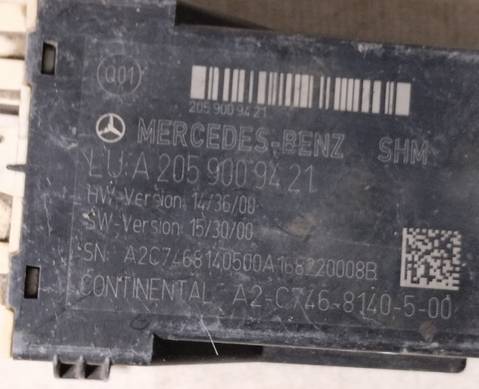 Q01
205 900 94 21
MERCEDES-BENZ SHM
LU: A 205 900 94 21
HW-Version: 14/36/00
SW-Version: 15/30/00
SN: A2C7468140500A168220008B
CONTINENTAL A2-C746-8140-5-00